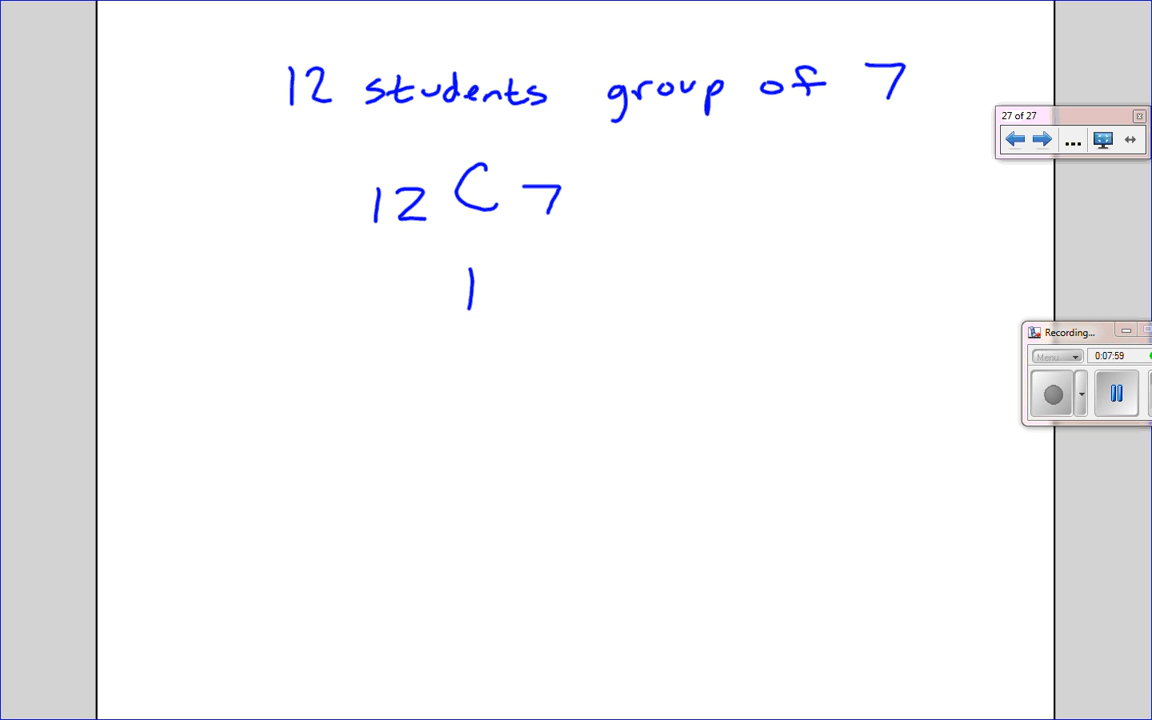 12 students group of 7
27 of 27
12 C 7
1
Recording...
Menu
0:07:59